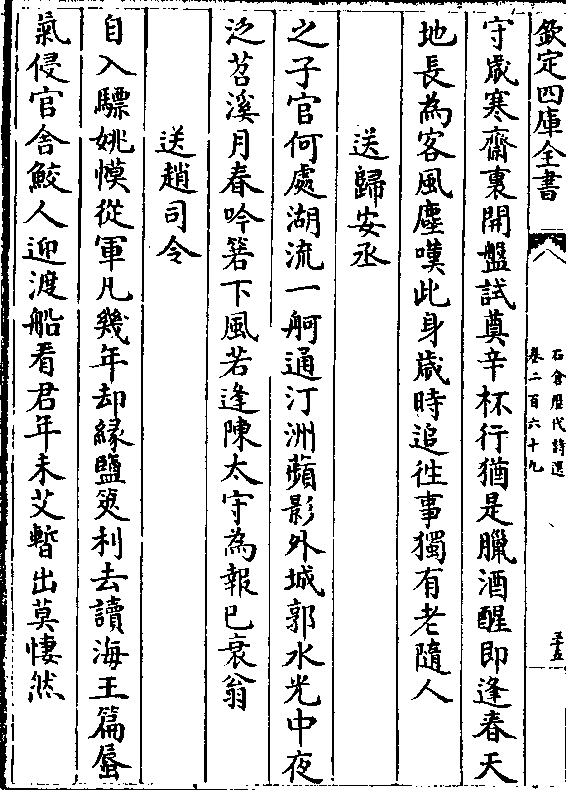 欽定四庫全書
石倉歷代詩選
卷二百六十九
五五
守歲寒齋裏開盤試奠辛杯行猶是臘酒醒即逢春天
地長為客風塵嘆此身歲時追徃事獨有老隨人
送歸安丞
之子官何處湖流一舸通汀洲蘋影外城郭水光中夜
泛苕溪月春吟箬下風若逢陳太守為報已衰翁
送趙司令
自入驃姚幙從軍凡幾年却緣鹽筴利去讀海王篇蜃
氣侵官舍鮫人迎渡船看君年未艾暫出莫悽然